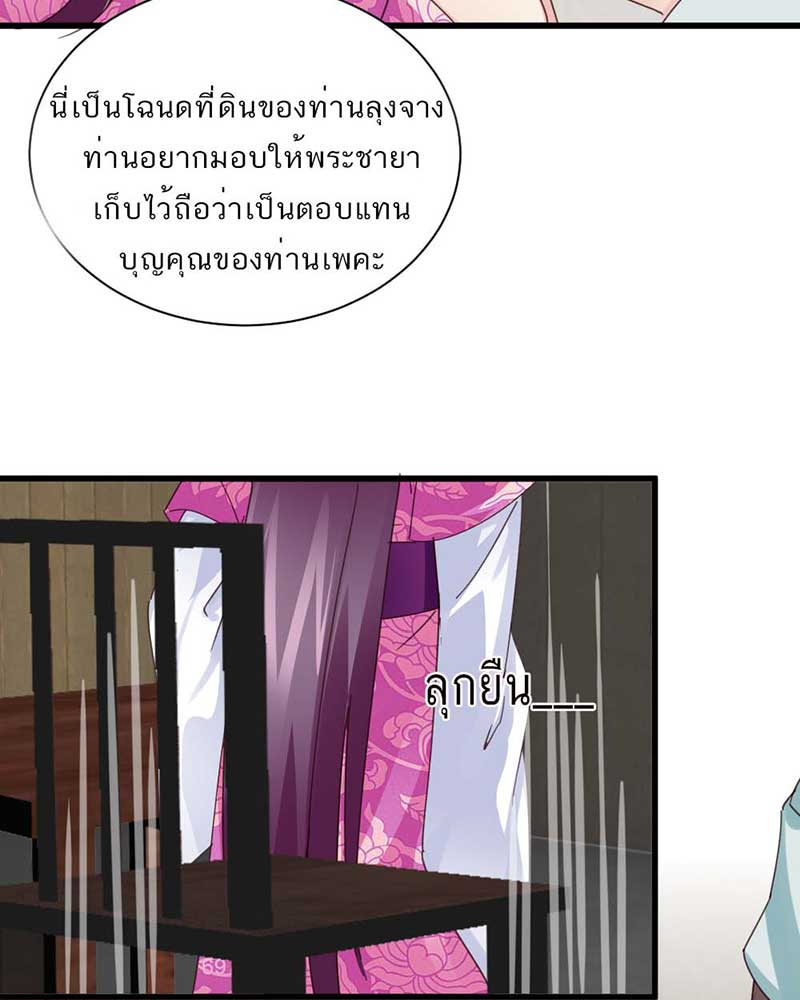 นี่เป็นโฉนดที่ดินของท่านลุงจาง
ท่านอยากมอบให้พระชายา
เก็บไว้ถือว่าเป็นตอบแทน
บุญคุณของท่านเพคะ
ลุกยืน___
69